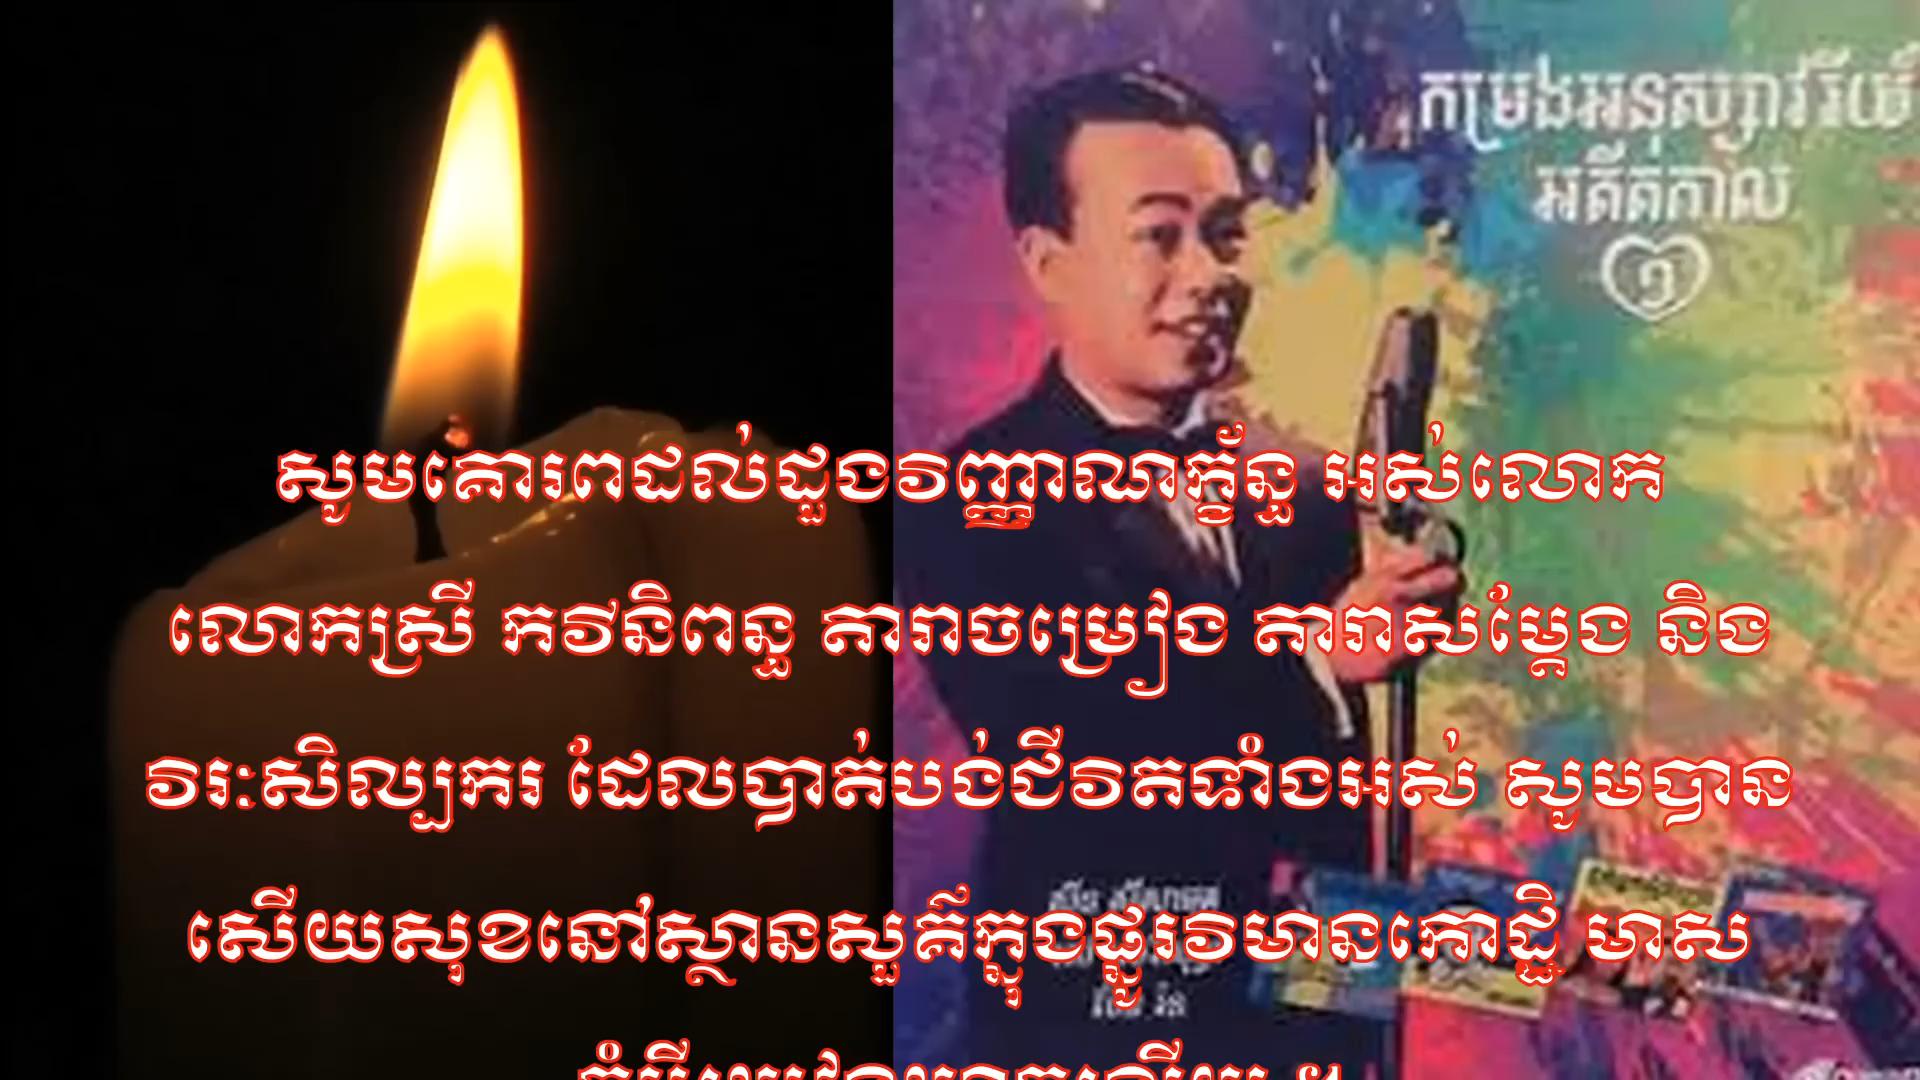 កម្រងអនុស្សាវរីយ៍
អតីតកាល
១
សូមគោរពដល់ដួងវិញ្ញាណក្ខ័ន្ធ អស់លោក
លោកស្រី កវីនិពន្ធ តារាចម្រៀង តារាសម្ដែង និង
វិរៈសិល្បករ ដែលបាត់បង់ជីវិតទាំងអស់ សូមបាន
សើយសុខនៅស្ថានសួគ៌ក្នុងផ្លូវវិមានកោដ្ឋិ មាស